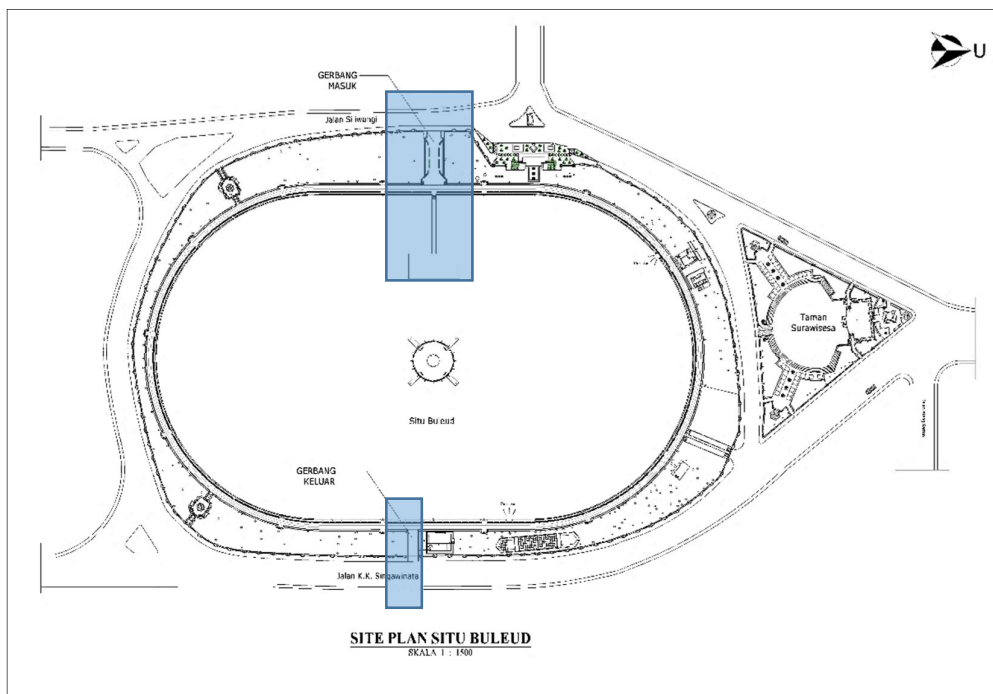 U
GERBANG
MASUK
Jalan Siliwangi
Taman
Surawisesa
Situ Buleud
GERBANG
KELUAR
Jalan K.K. Singawinata
SITE PLAN SITU BULEUD
SKALA 1 : 1500